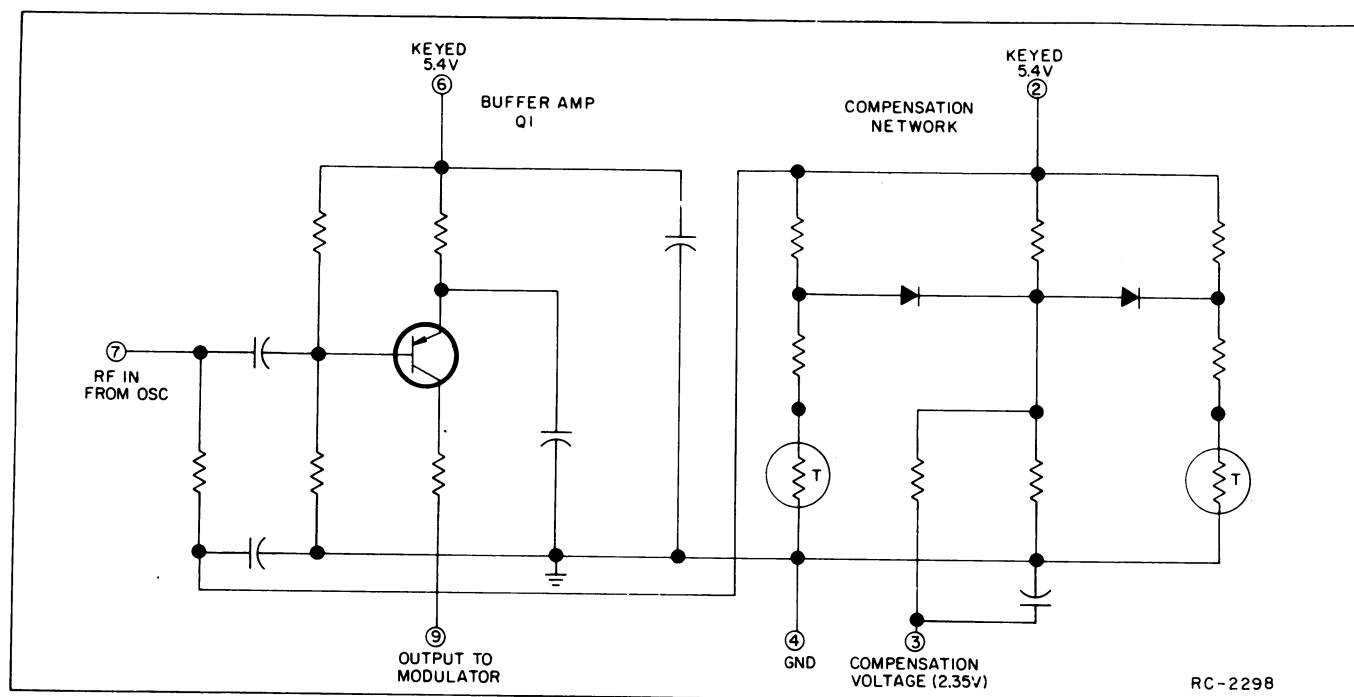 KEYED
5.4V
6
BUFFER AMP
Q1
KEYED
5.4V
2
COMPENSATION
NETWORK
7
RF IN
FROM OSC
T
T
9
OUTPUT TO
MODULATOR
4
GND
3
COMPENSATION
VOLTAGE (2.35V)
RC-2298